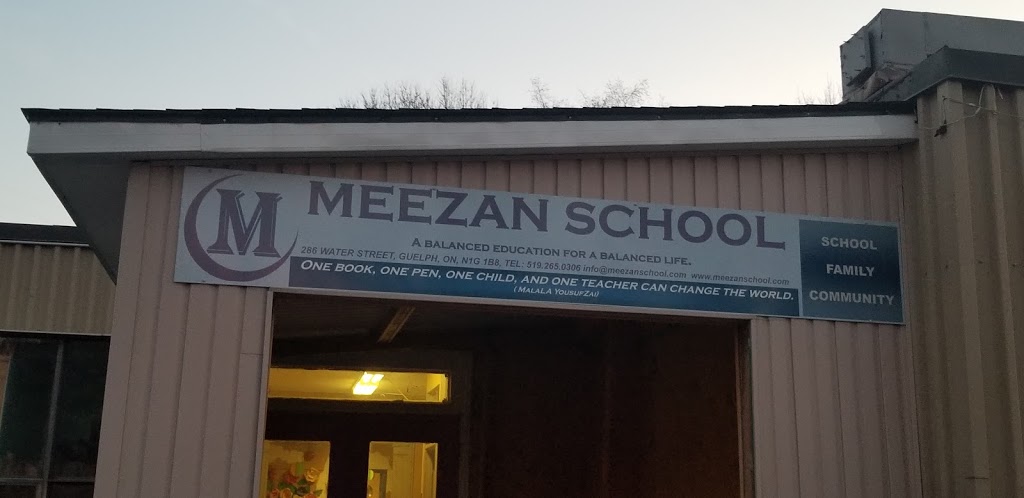 M
MEEZAN SCHOOL
A BALANCED EDUCATION FOR A BALANCED LIFE.
286 WATER STREET, GUELPH, ON, N1G 1B8, TEL: 519.265.0306 info@meezanschool.com www.meezanschool.com
ONE BOOK, ONE PEN, ONE CHILD, AND ONE TEACHER CAN CHANGE THE WORLD.
(MALALA YOUSUFZAI)
SCHOOL
FAMILY
COMMUNITY